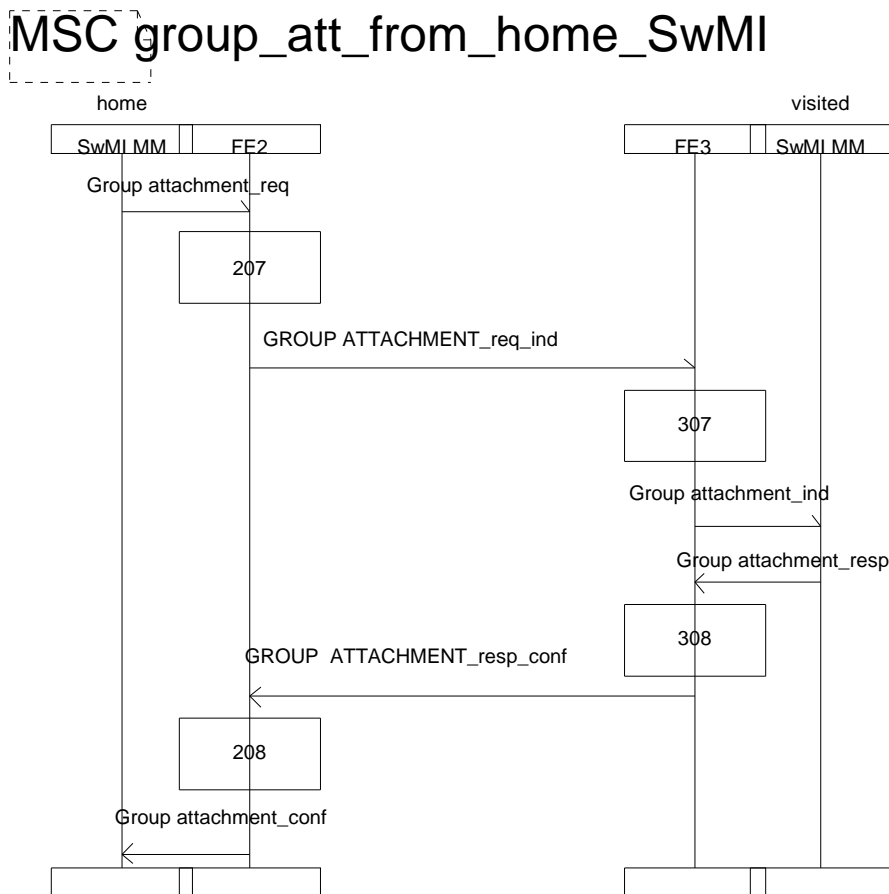 MSC group_att_from_home_SwMI
home visited
SwMI MM FE2 FE3 SwMI MM
Group attachment_req
207
GROUP ATTACHMENT_req_ind
307
Group attachment_ind
Group attachment_resp
308
GROUP ATTACHMENT_resp_conf
208
Group attachment_conf